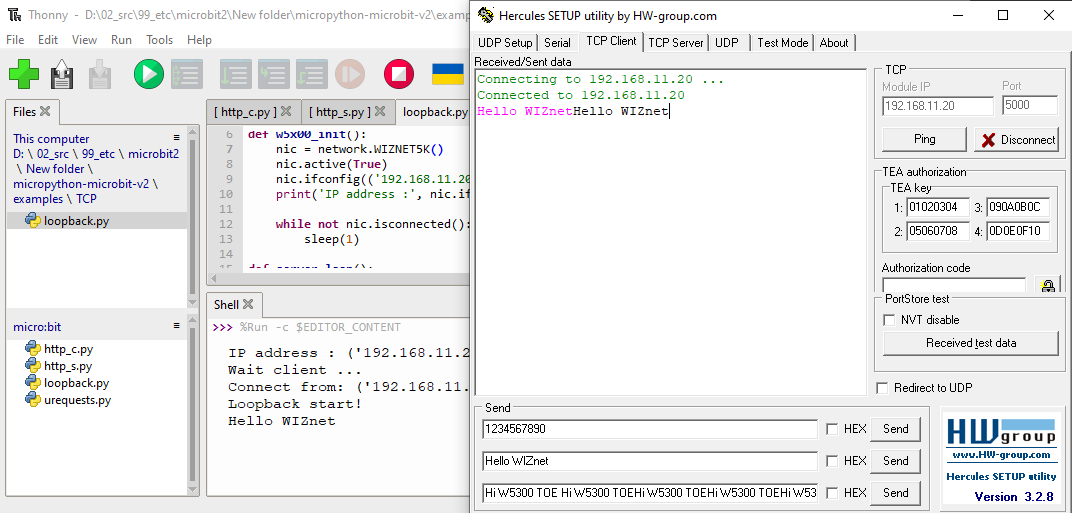 Thonny - D:\02_src\99_etc\microbit2\New folder\micropython-microbit-v2\examp
File Edit View Run Tools Help
Files
This computer
D: \ 02_src \ 99_etc \ microbit2
\ New folder \
micropython-microbit-v2 \
examples \ TCP
loopback.py
micro:bit
http_c.py
http_s.py
loopback.py
urequests.py
[ http_c.py ] [ http_s.py ] loopback.py
6 def w5x00_init():
7 nic = network.WIZNET5K()
8 nic.active(True)
9 nic.ifconfig(('192.168.11.20
10 print('IP address :', nic.if
11
12 while not nic.isconnected():
13 sleep(1)
14
15 def server_loop():
Shell
>>> %Run -c $EDITOR_CONTENT
IP address : ('192.168.11.2
Wait client ...
Connect from: ('192.168.11.
Loopback start!
Hello WIZnet
Hercules SETUP utility by HW-group.com
UDP Setup Serial TCP Client TCP Server UDP Test Mode About
Received/Sent data
Connecting to 192.168.11.20 ...
Connected to 192.168.11.20
Hello WIZnetHello WIZnet
TCP
Module IP Port
192.168.11.20 5000
Ping Disconnect
TEA authorization
TEA key
1: 01020304 3: 090A0B0C
2: 05060708 4: 0D0E0F10
Authorization code
PortStore test
NVT disable
Received test data
Redirect to UDP
Send
1234567890 HEX Send
Hello WIZnet HEX Send
Hi W5300 TOE Hi W5300 TOEHi W5300 TOEHi W5300 TOEHi W53 HEX Send
HW group
www.HW-group.com
Hercules SETUP utility
Version 3.2.8